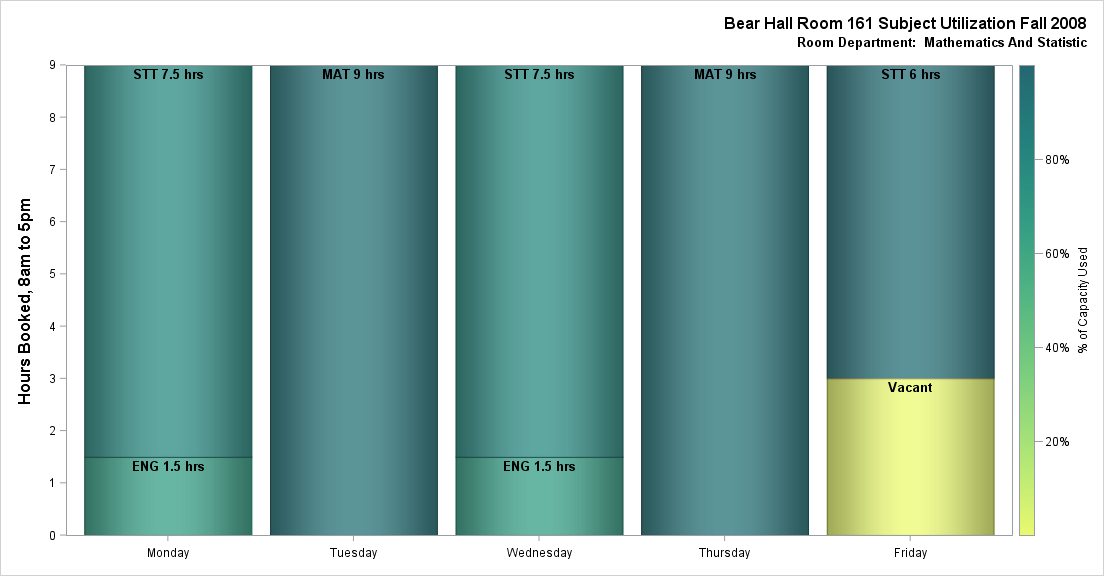 Bear Hall Room 161 Subject Utilization Fall 2008
Room Department:  Mathematics And Statistic
Hours Booked, 8am to 5pm
9
8
7
6
5
4
3
2
1
0
STT 7.5 hrs
MAT 9 hrs
STT 7.5 hrs
MAT 9 hrs
STT 6 hrs
Vacant
ENG 1.5 hrs
ENG 1.5 hrs
Monday
Tuesday
Wednesday
Thursday
Friday
80%
60%
40%
20%
% of Capacity Used